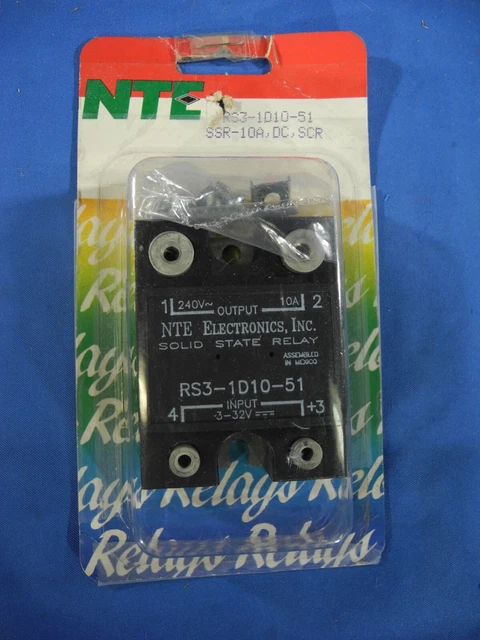 NTE
RS3-1D10-51
SSR-10A,DC,SCR
Relays
Relays
1 240V~ OUTPUT 10A 2
NTE ELECTRONICS, INC.
SOLID STATE RELAY
ASSEMBLED
IN MEXICO
RS3-1D10-51
4 INPUT +3
-3-32V⎓
Relays
Relays Relays